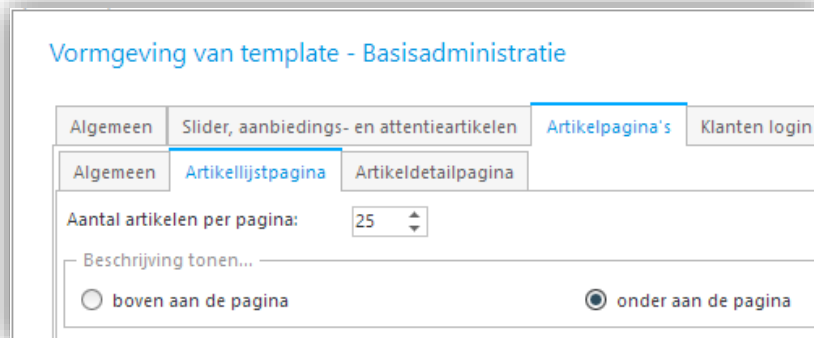 Vormgeving van template - Basisadministratie
Algemeen Slider, aanbiedings- en attentieartikelen Artikelpagina's Klanten login
Algemeen Artikellijstpagina Artikeldetailpagina
Aantal artikelen per pagina: 25
Beschrijving tonen...
boven aan de pagina onder aan de pagina